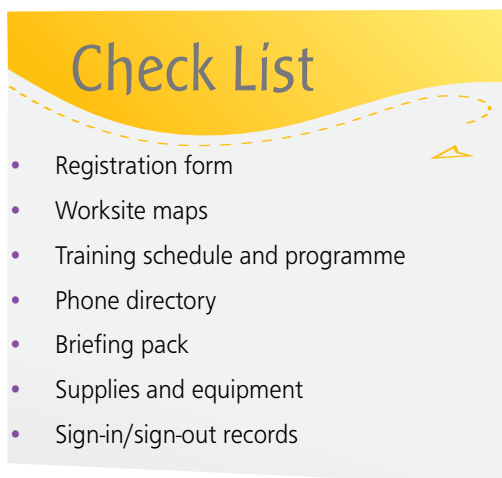 Check List
• Registration form
• Worksite maps
• Training schedule and programme
• Phone directory
• Briefing pack
• Supplies and equipment
• Sign-in/sign-out records